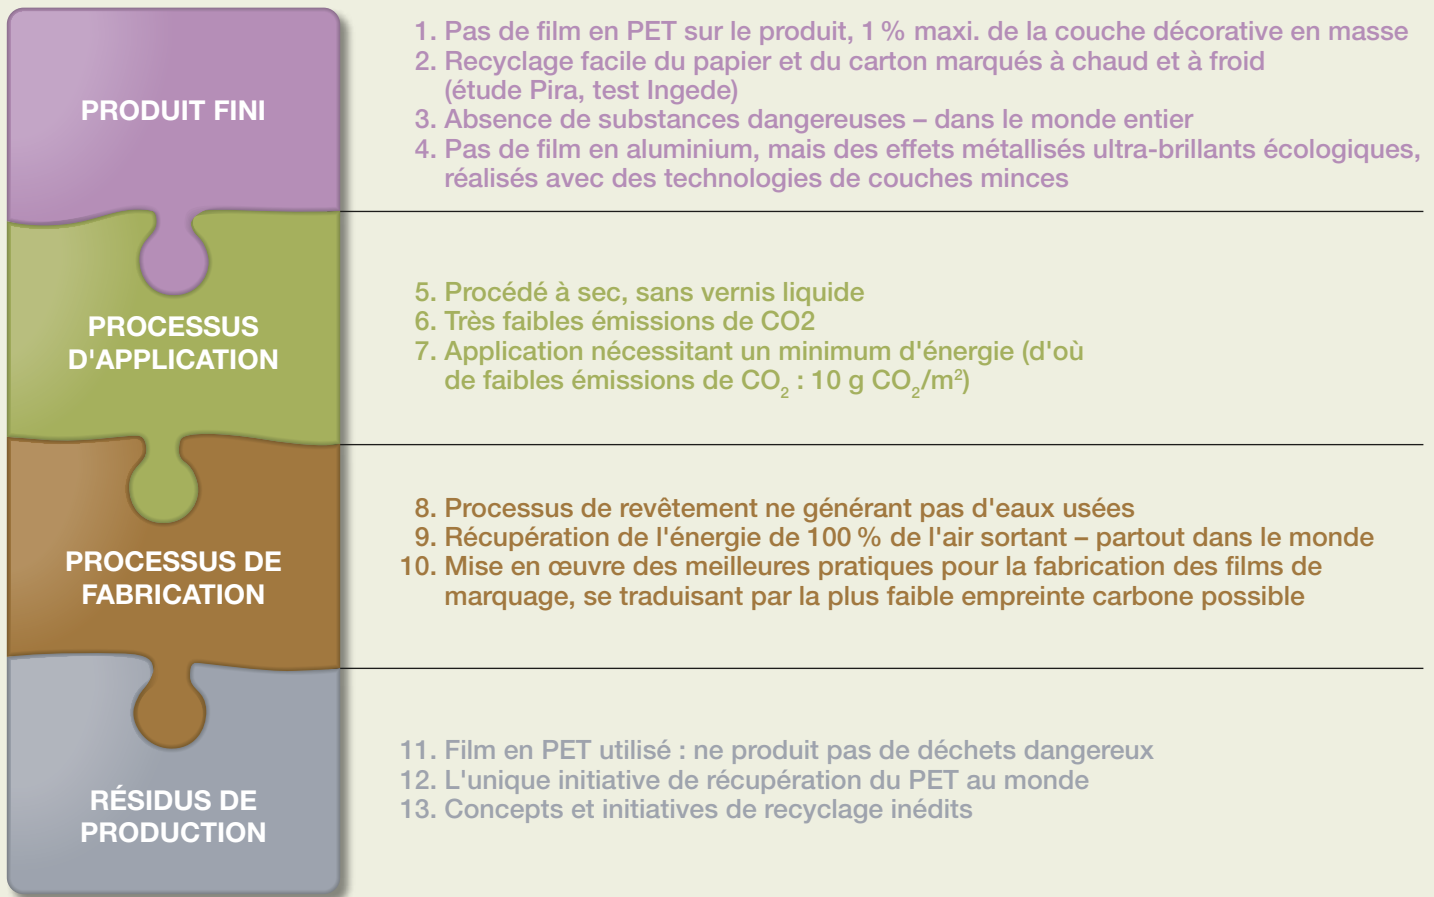 PRODUIT FINI
1. Pas de film en PET sur le produit, 1 % maxi. de la couche décorative en masse
2. Recyclage facile du papier et du carton marqués à chaud et à froid
(étude Pira, test Ingede)
3. Absence de substances dangereuses – dans le monde entier
4. Pas de film en aluminium, mais des effets métallisés ultra-brillants écologiques,
réalisés avec des technologies de couches minces
PROCESSUS
D'APPLICATION
5. Procédé à sec, sans vernis liquide
6. Très faibles émissions de CO2
7. Application nécessitant un minimum d'énergie (d'où
de faibles émissions de CO₂ : 10 g CO₂/m²)
PROCESSUS DE
FABRICATION
8. Processus de revêtement ne générant pas d'eaux usées
9. Récupération de l'énergie de 100 % de l'air sortant – partout dans le monde
10. Mise en œuvre des meilleures pratiques pour la fabrication des films de
marquage, se traduisant par la plus faible empreinte carbone possible
RÉSIDUS DE
PRODUCTION
11. Film en PET utilisé : ne produit pas de déchets dangereux
12. L'unique initiative de récupération du PET au monde
13. Concepts et initiatives de recyclage inédits